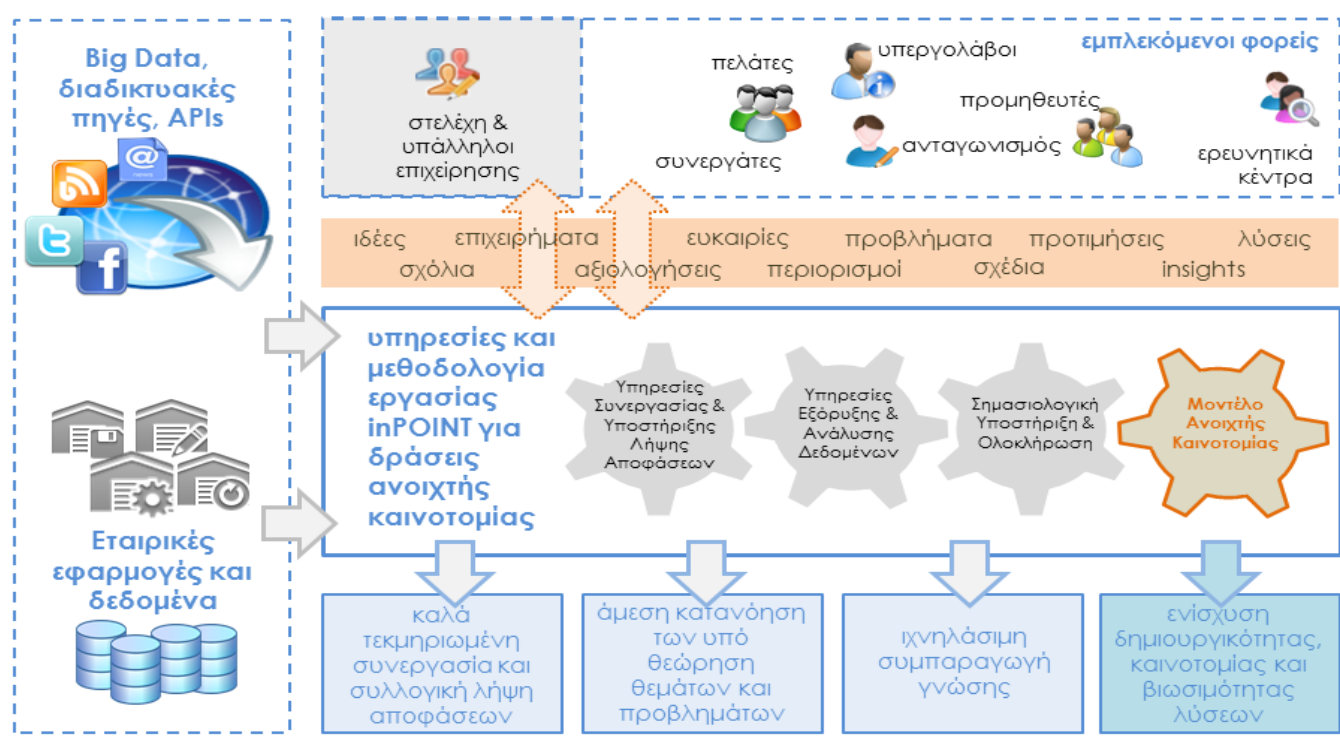 Big Data,
διαδικτυακές
πηγές, APIs
@
news
Εταιρικές
εφαρμογές και
δεδομένα
στελέχη &
υπάλληλοι
επιχείρησης
εμπλεκόμενοι φορείς
πελάτες
συνεργάτες
υπεργολάβοι
ανταγωνισμός
προμηθευτές
ερευνητικά
κέντρα
ιδέες επιχειρήματα ευκαιρίες προβλήματα προτιμήσεις λύσεις
σχόλια αξιολογήσεις περιορισμοί σχέδια insights
υπηρεσίες και
μεθοδολογία
εργασίας
inPOINT για
δράσεις
ανοιχτής
καινοτομίας
Υπηρεσίες
Συνεργασίας &
Υποστήριξης
Λήψης
Αποφάσεων
Υπηρεσίες
Εξόρυξης &
Ανάλυσης
Δεδομένων
Σημασιολογική
Υποστήριξη &
Ολοκλήρωση
Μοντέλο
Ανοιχτής
Καινοτομίας
καλά
τεκμηριωμένη
συνεργασία και
συλλογική λήψη
αποφάσεων
άμεση κατανόηση
των υπό
θεώρηση
θεμάτων και
προβλημάτων
ιχνηλάσιμη
συμπαραγωγή
γνώσης
ενίσχυση
δημιουργικότητας,
καινοτομίας και
βιωσιμότητας
λύσεων